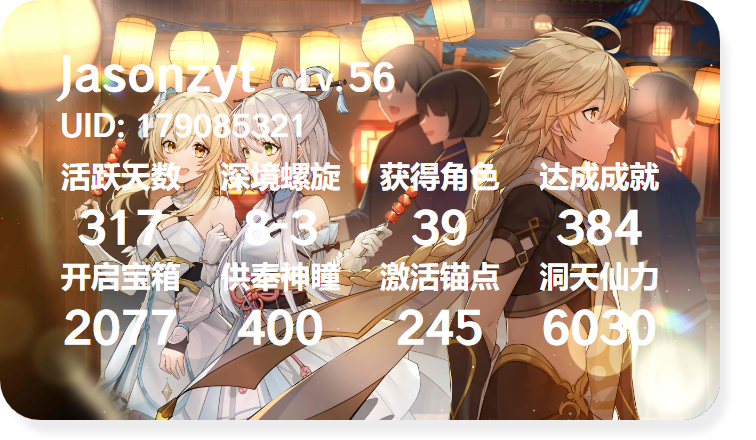 Jasonzyt Lv.56
UID: 179085321
活跃天数 深境螺旋 获得角色 达成成就
317 8-3 39 384
开启宝箱 供奉神瞳 激活锚点 洞天仙力
2077 400 245 6030